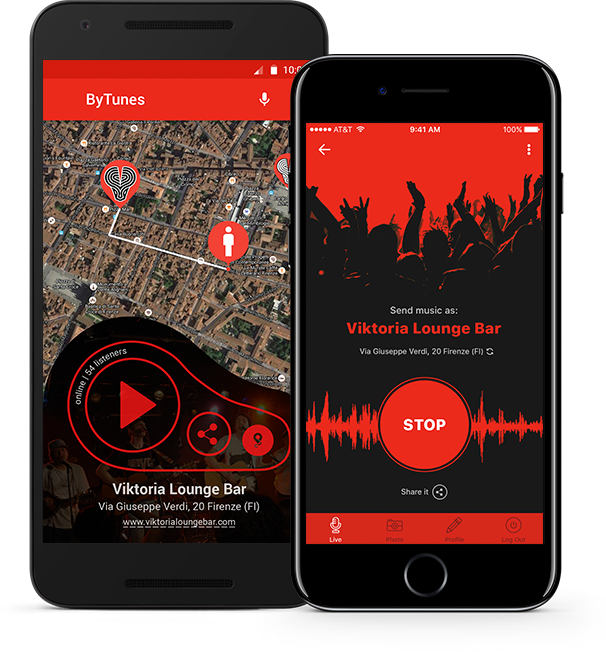 10:0
ByTunes
online | 54 listeners
Viktoria Lounge Bar
Via Giuseppe Verdi, 20 Firenze (FI)
www.viktorialoungebar.com
AT&T
9:41 AM
100%
Send music as:
Viktoria Lounge Bar
Via Giuseppe Verdi, 20 Firenze (FI)
STOP
Share it
Live
Photo
Profile
Log Out